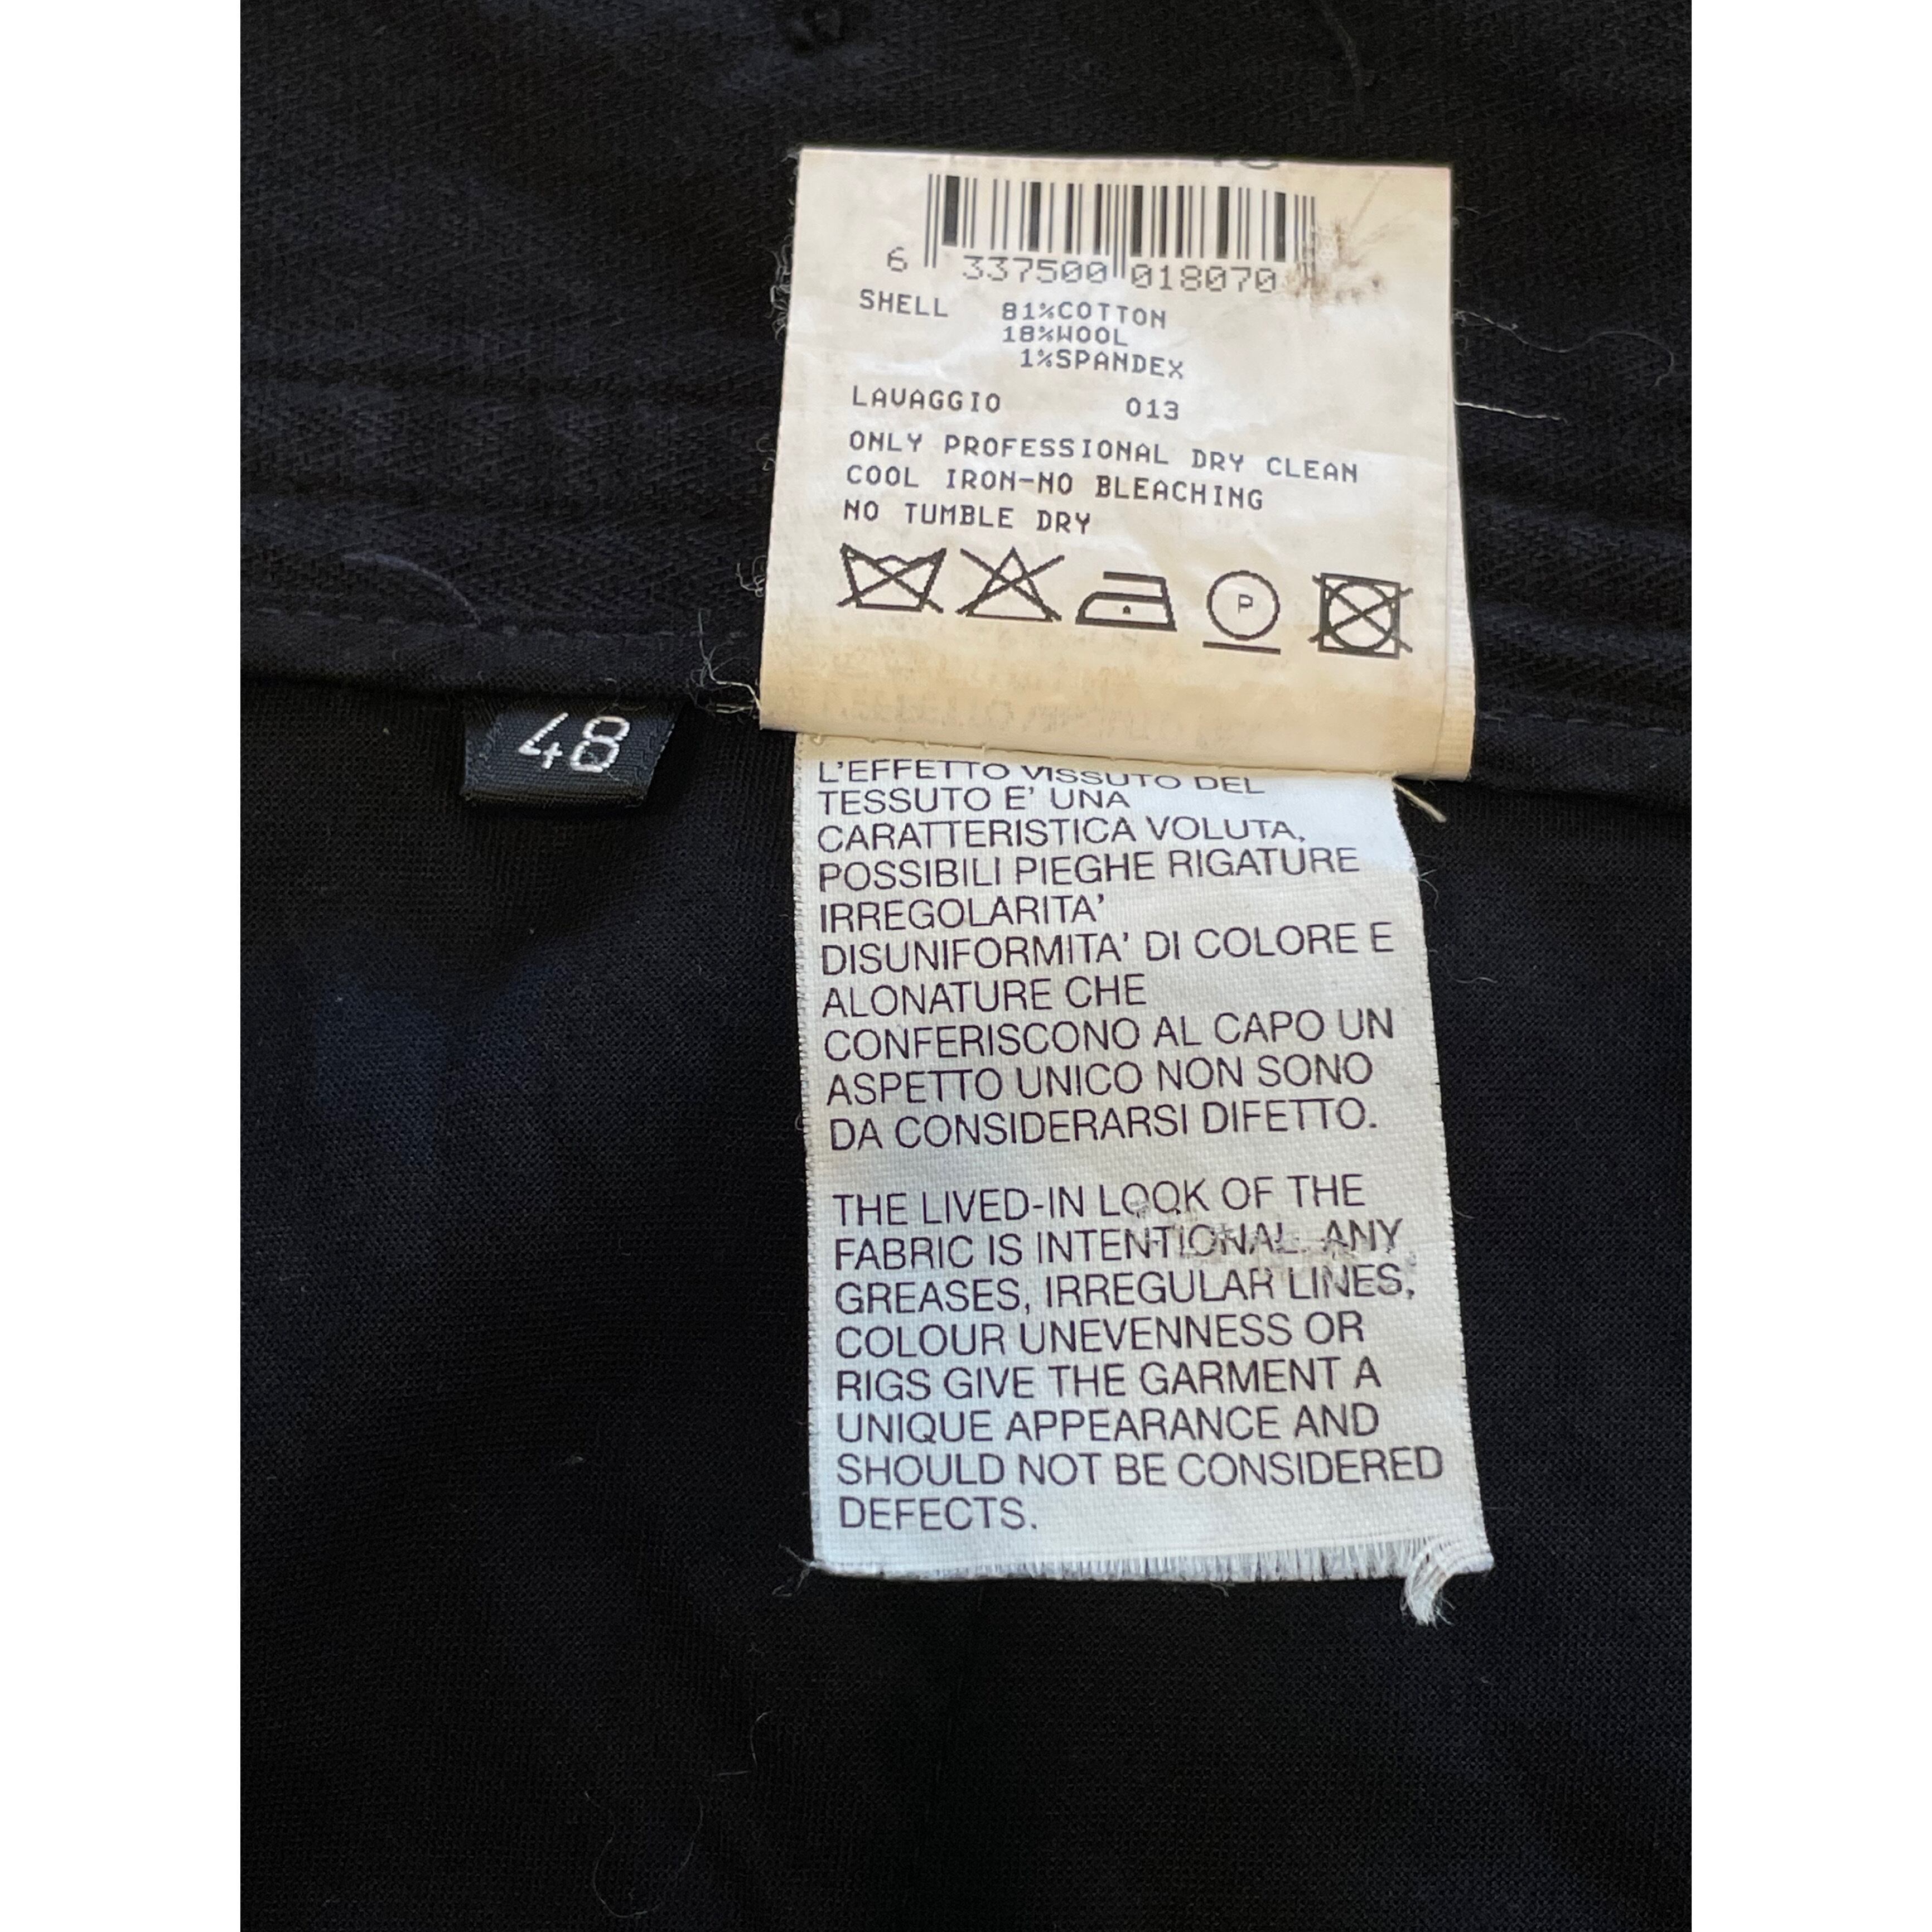 6 337500 018070
SHELL 81%COTTON
18%WOOL
1%SPANDEX
LAVAGGIO 013
ONLY PROFESSIONAL DRY CLEAN
COOL IRON-NO BLEACHING
NO TUMBLE DRY
P
48
L'EFFETTO VISSUTO DEL
TESSUTO E' UNA
CARATTERISTICA VOLUTA,
POSSIBILI PIEGHE RIGATURE
IRREGOLARITA'
DISUNIFORMITA' DI COLORE E
ALONATURE CHE
CONFERISCONO AL CAPO UN
ASPETTO UNICO NON SONO
DA CONSIDERARSI DIFETTO.
THE LIVED-IN LOOK OF THE
FABRIC IS INTENTIONAL. ANY
GREASES, IRREGULAR LINES,
COLOUR UNEVENNESS OR
RIGS GIVE THE GARMENT A
UNIQUE APPEARANCE AND
SHOULD NOT BE CONSIDERED
DEFECTS.